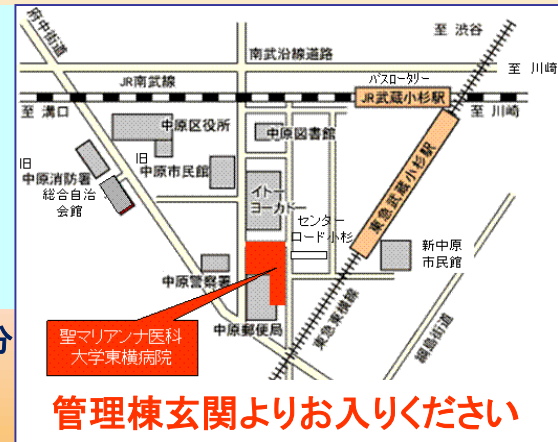 府中街道
至 渋谷
南武沿線道路
至 川崎
バスロータリー
JR南武線
JR武蔵小杉駅
至 溝口
至 川崎
中原区役所
中原図書館
東急武蔵小杉駅
旧
中原消防署
旧
中原市民館
総合自治
会館
イトー
ヨーカドー
センター
ロード小杉
新中原
市民館
中原警察署
東急東横線
綱島街道
中原郵便局
聖マリアンナ医科
大学東横病院
分
管理棟玄関よりお入りください